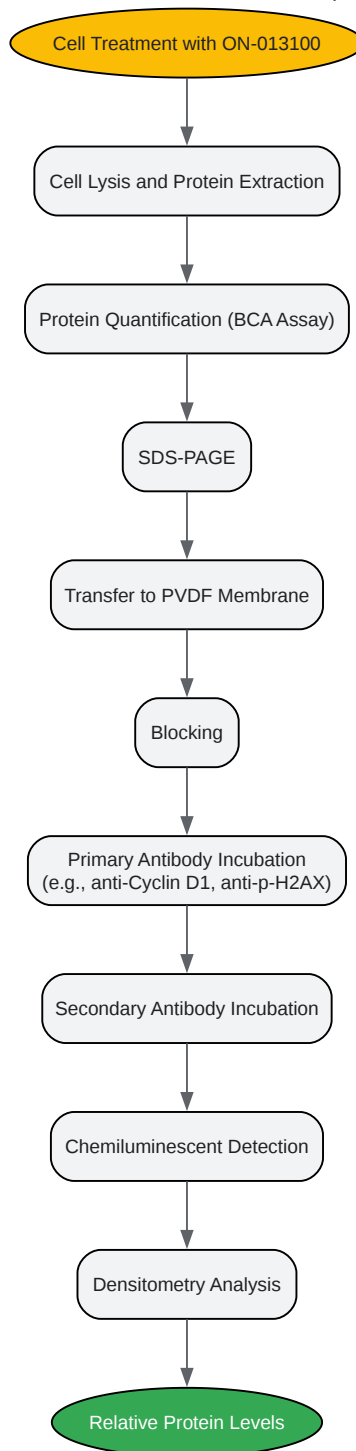 Cell Treatment with ON-013100
Cell Lysis and Protein Extraction
Protein Quantification (BCA Assay)
SDS-PAGE
Transfer to PVDF Membrane
Blocking
Primary Antibody Incubation
(e.g., anti-Cyclin D1, anti-p-H2AX)
Secondary Antibody Incubation
Chemiluminescent Detection
Densitometry Analysis
Relative Protein Levels